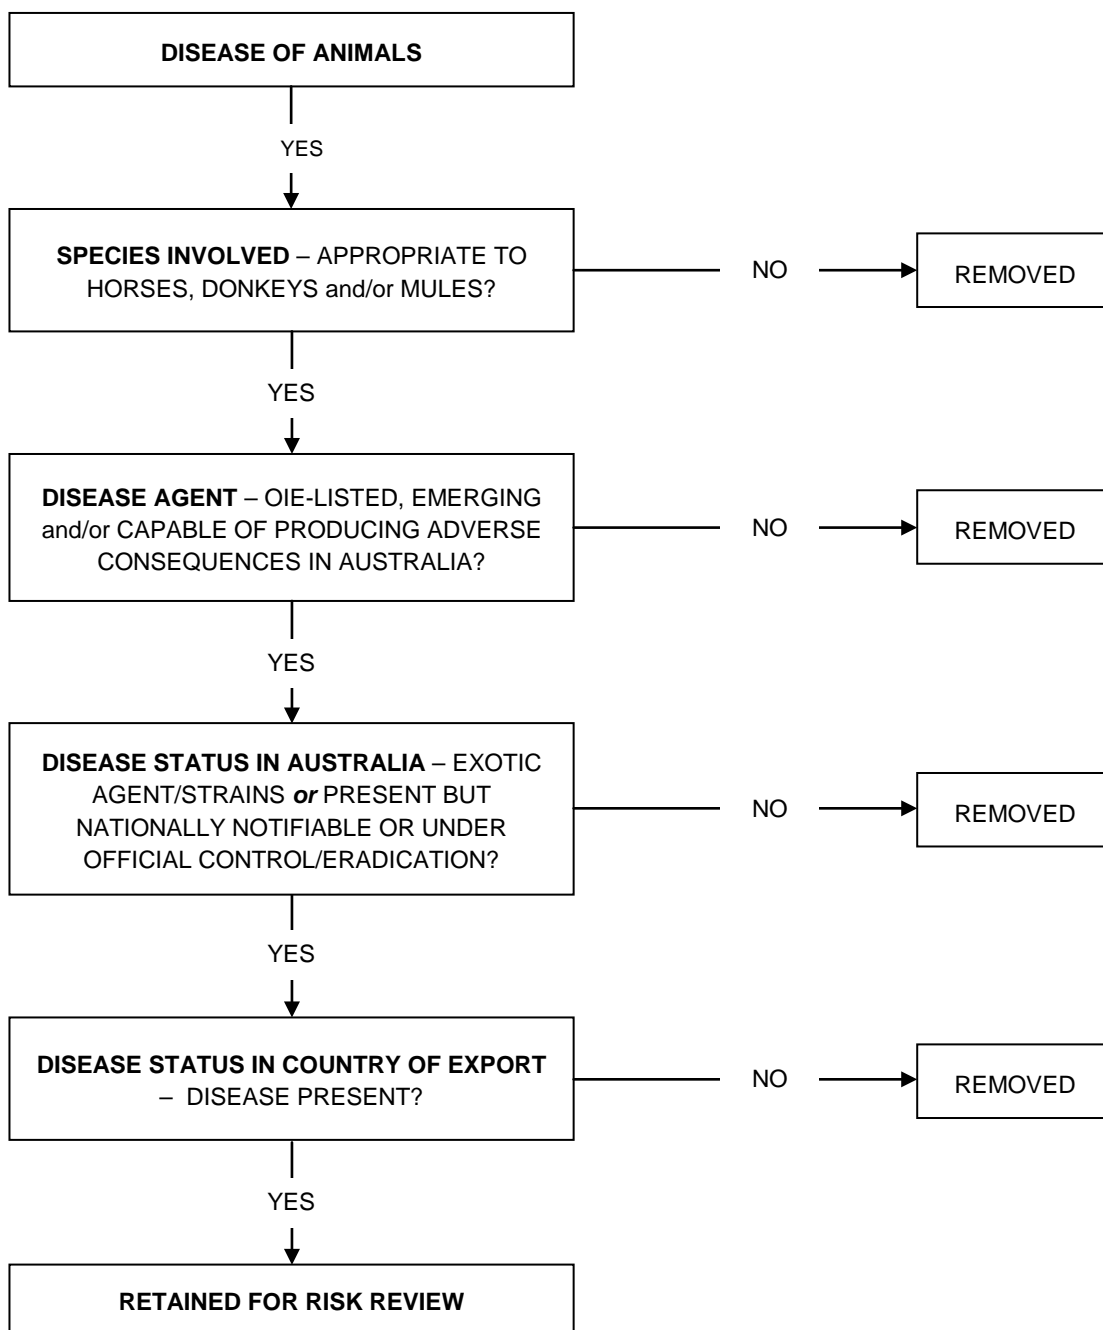 DISEASE OF ANIMALS
YES
SPECIES INVOLVED – APPROPRIATE TO
HORSES, DONKEYS and/or MULES?
NO
REMOVED
YES
DISEASE AGENT – OIE-LISTED, EMERGING
and/or CAPABLE OF PRODUCING ADVERSE
CONSEQUENCES IN AUSTRALIA?
NO
REMOVED
YES
DISEASE STATUS IN AUSTRALIA – EXOTIC
AGENT/STRAINS or PRESENT BUT
NATIONALLY NOTIFIABLE OR UNDER
OFFICIAL CONTROL/ERADICATION?
NO
REMOVED
YES
DISEASE STATUS IN COUNTRY OF EXPORT
– DISEASE PRESENT?
NO
REMOVED
YES
RETAINED FOR RISK REVIEW